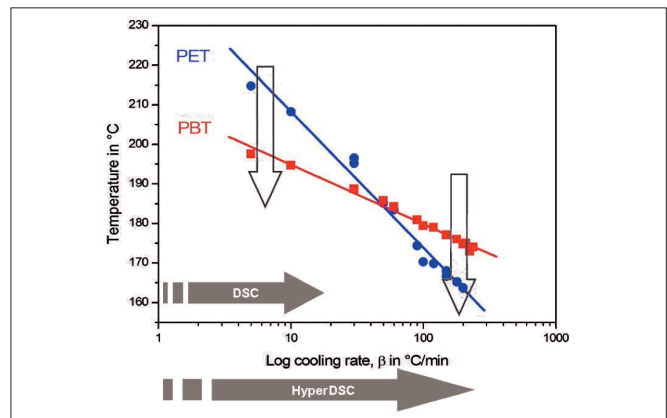 230
220
210
200
190
180
170
160
Temperature in °C
PET
PBT
DSC
1
10
100
1000
Log cooling rate, β in °C/min
HyperDSC